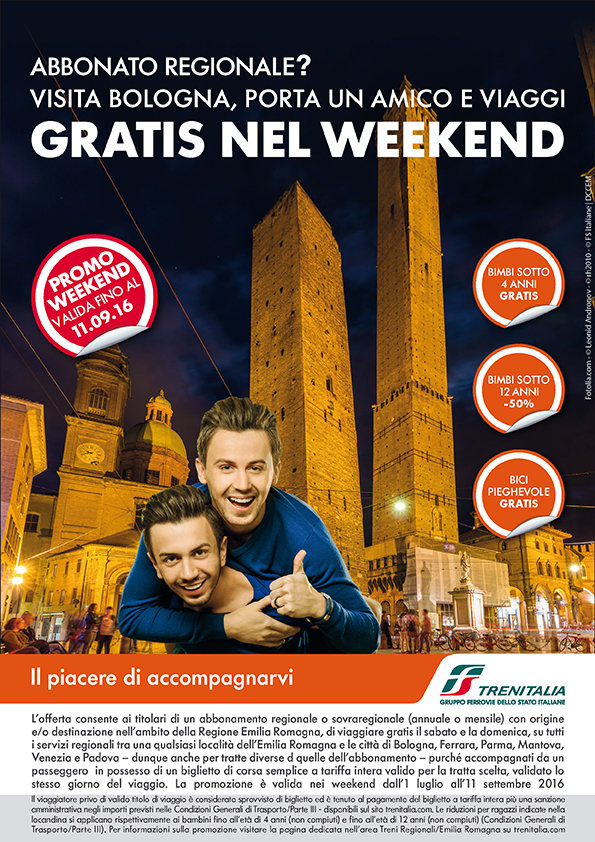 ABBONATO REGIONALE?
VISITA BOLOGNA, PORTA UN AMICO E VIAGGI
GRATIS NEL WEEKEND
PROMO
WEEKEND
VALIDA FINO AL
11.09.16
BIMBI SOTTO
4 ANNI
GRATIS
BIMBI SOTTO
12 ANNI
-50%
BICI
PIEGHEVOLE
GRATIS
Fotolia.com - © Leonid Andronov - © rh2010 - © FS Italiane | DCCEM
Il piacere di accompagnarvi
TRENITALIA
GRUPPO FERROVIE DELLO STATO ITALIANE
L'offerta consente ai titolari di un abbonamento regionale o sovraregionale (annuale o mensile) con origine
e/o destinazione nell'ambito della Regione Emilia Romagna, di viaggiare gratis il sabato e la domenica, su tutti
i servizi regionali tra una qualsiasi località dell'Emilia Romagna e le città di Bologna, Ferrara, Parma, Mantova,
Venezia e Padova – dunque anche per tratte diverse d quelle dell'abbonamento – purché accompagnati da un
passeggero in possesso di un biglietto di corsa semplice a tariffa intera valido per la tratta scelta, validato lo
stesso giorno del viaggio. La promozione è valida nei weekend dall'1 luglio all'11 settembre 2016
Il viaggiatore privo di valido titolo di viaggio è considerato sprovvisto di biglietto ed è tenuto al pagamento del biglietto a tariffa intera più una sanzione
amministrativa negli importi previsti nelle Condizioni Generali di Trasporto/Parte III - disponibili sul sito trenitalia.com. Le riduzioni per ragazzi indicate nella
locandina si applicano rispettivamente ai bambini fino all'età di 4 anni (non compiuti) e fino all'età di 12 anni (non compiuti) (Condizioni Generali di
Trasporto/Parte III). Per informazioni sulla promozione visitare la pagina dedicata nell'area Treni Regionali/Emilia Romagna su trenitalia.com